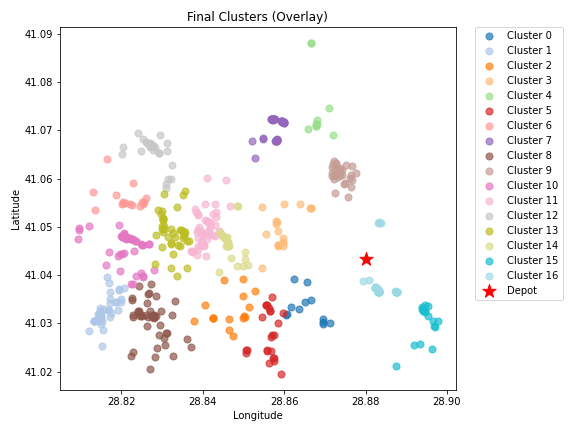 Final Clusters (Overlay)
41.09
41.08
41.07
41.06
41.05
41.04
41.03
41.02
Latitude
28.82
28.84
28.86
28.88
28.90
Longitude
Cluster 0
Cluster 1
Cluster 2
Cluster 3
Cluster 4
Cluster 5
Cluster 6
Cluster 7
Cluster 8
Cluster 9
Cluster 10
Cluster 11
Cluster 12
Cluster 13
Cluster 14
Cluster 15
Cluster 16
Depot